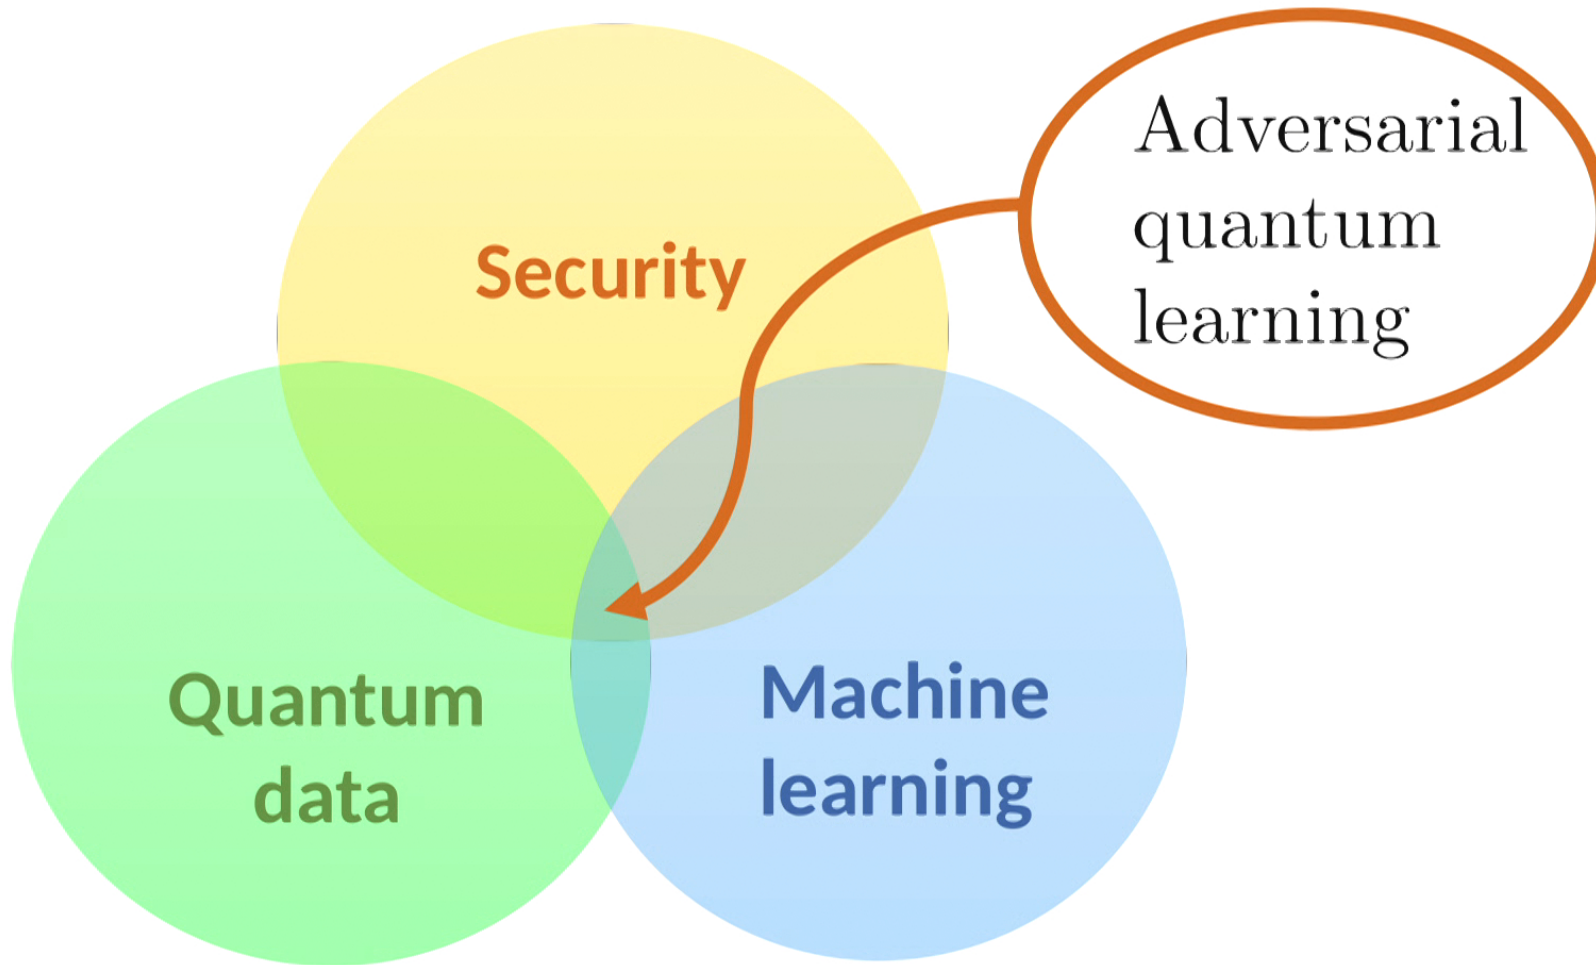 Adversarial
quantum
learning
Security
Quantum
data
Machine
learning